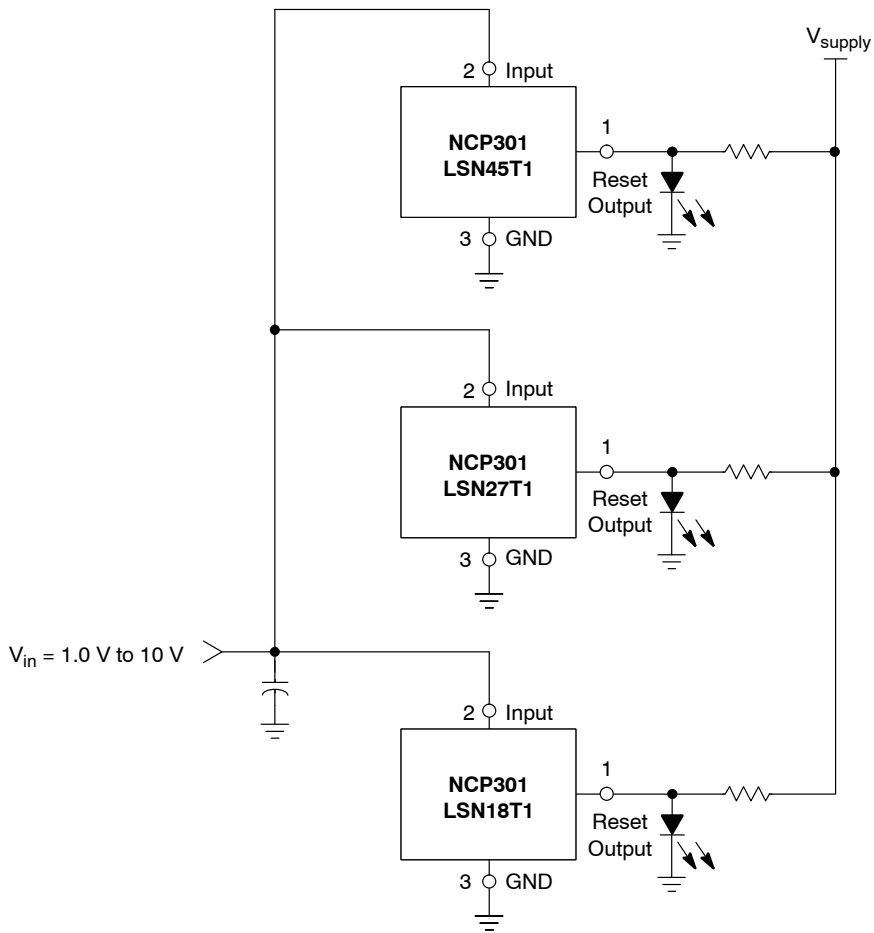 V_supply
2 Input
NCP301
LSN45T1
1
Reset
Output
3 GND
2 Input
NCP301
LSN27T1
1
Reset
Output
3 GND
V_in = 1.0 V to 10 V
2 Input
NCP301
LSN18T1
1
Reset
Output
3 GND